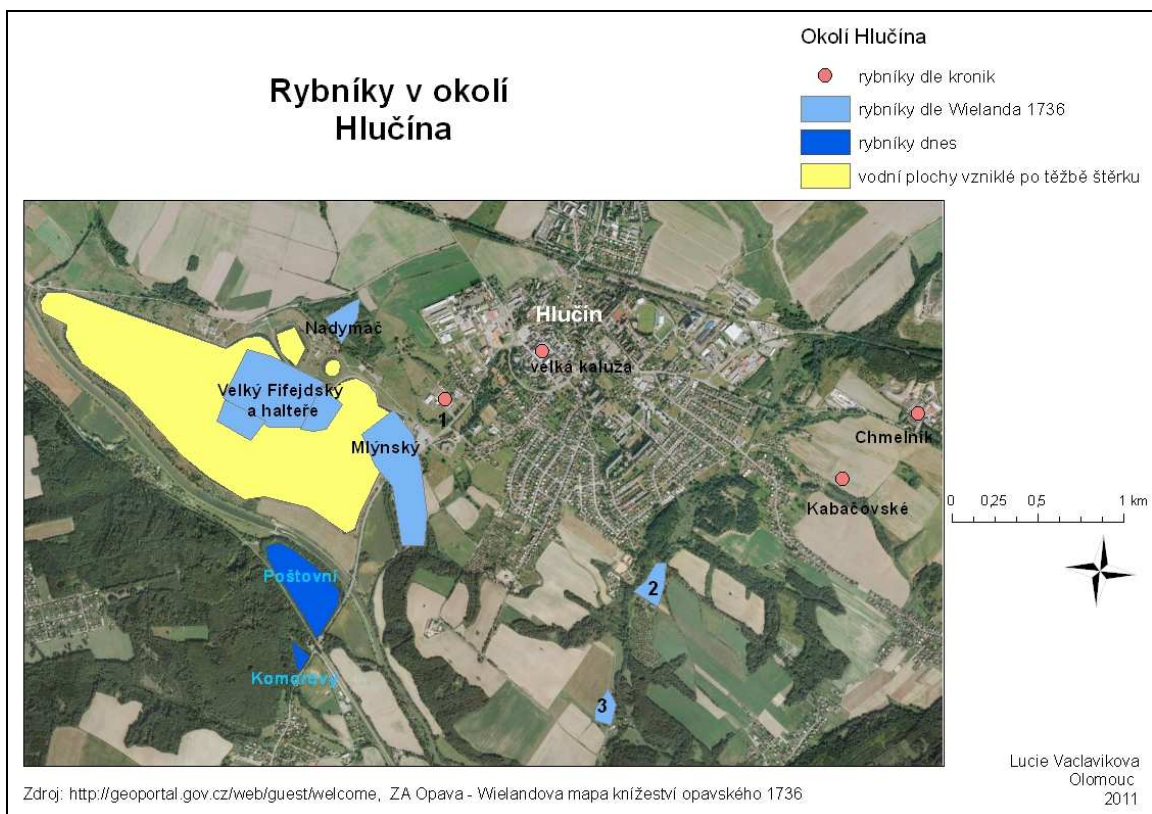 Rybníky v okolí
Hlučína
Okolí Hlučína
rybníky dle kronik
rybníky dle Wielanda 1736
rybníky dnes
vodní plochy vzniklé po těžbě štěrku
Nadymač
Hlučín
velka kaluža
Velký Fifejdský
a halteře
1
Mlýnský
Chmelník
Kabačovské
0 0,25 0,5 1 km
Poštovní
2
Komorový
3
Lucie Vaclavikova
Olomouc
2011
Zdroj: http://geoportal.gov.cz/web/guest/welcome, ZA Opava - Wielandova mapa knížeství opavského 1736